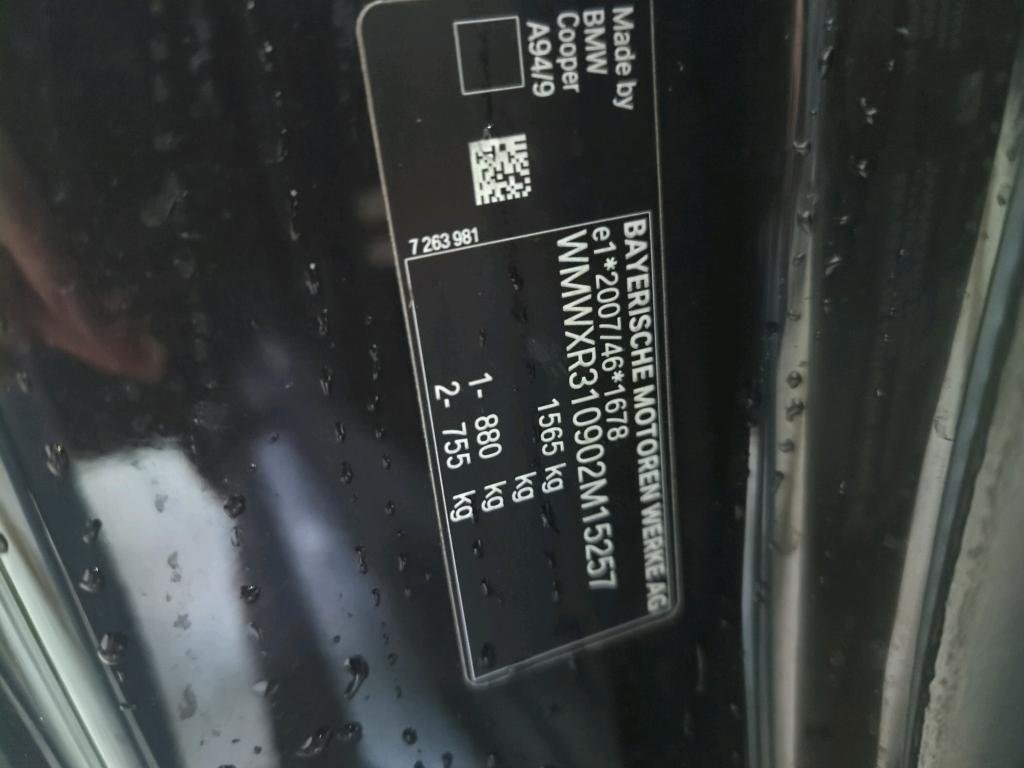 Made by
BMW
Cooper
A94/9
7 263 981
BAYERISCHE MOTOREN WERKE AG
e1*2007/46*1678
WMWXR310902M15257
1565 kg
kg
1- 880 kg
2- 755 kg